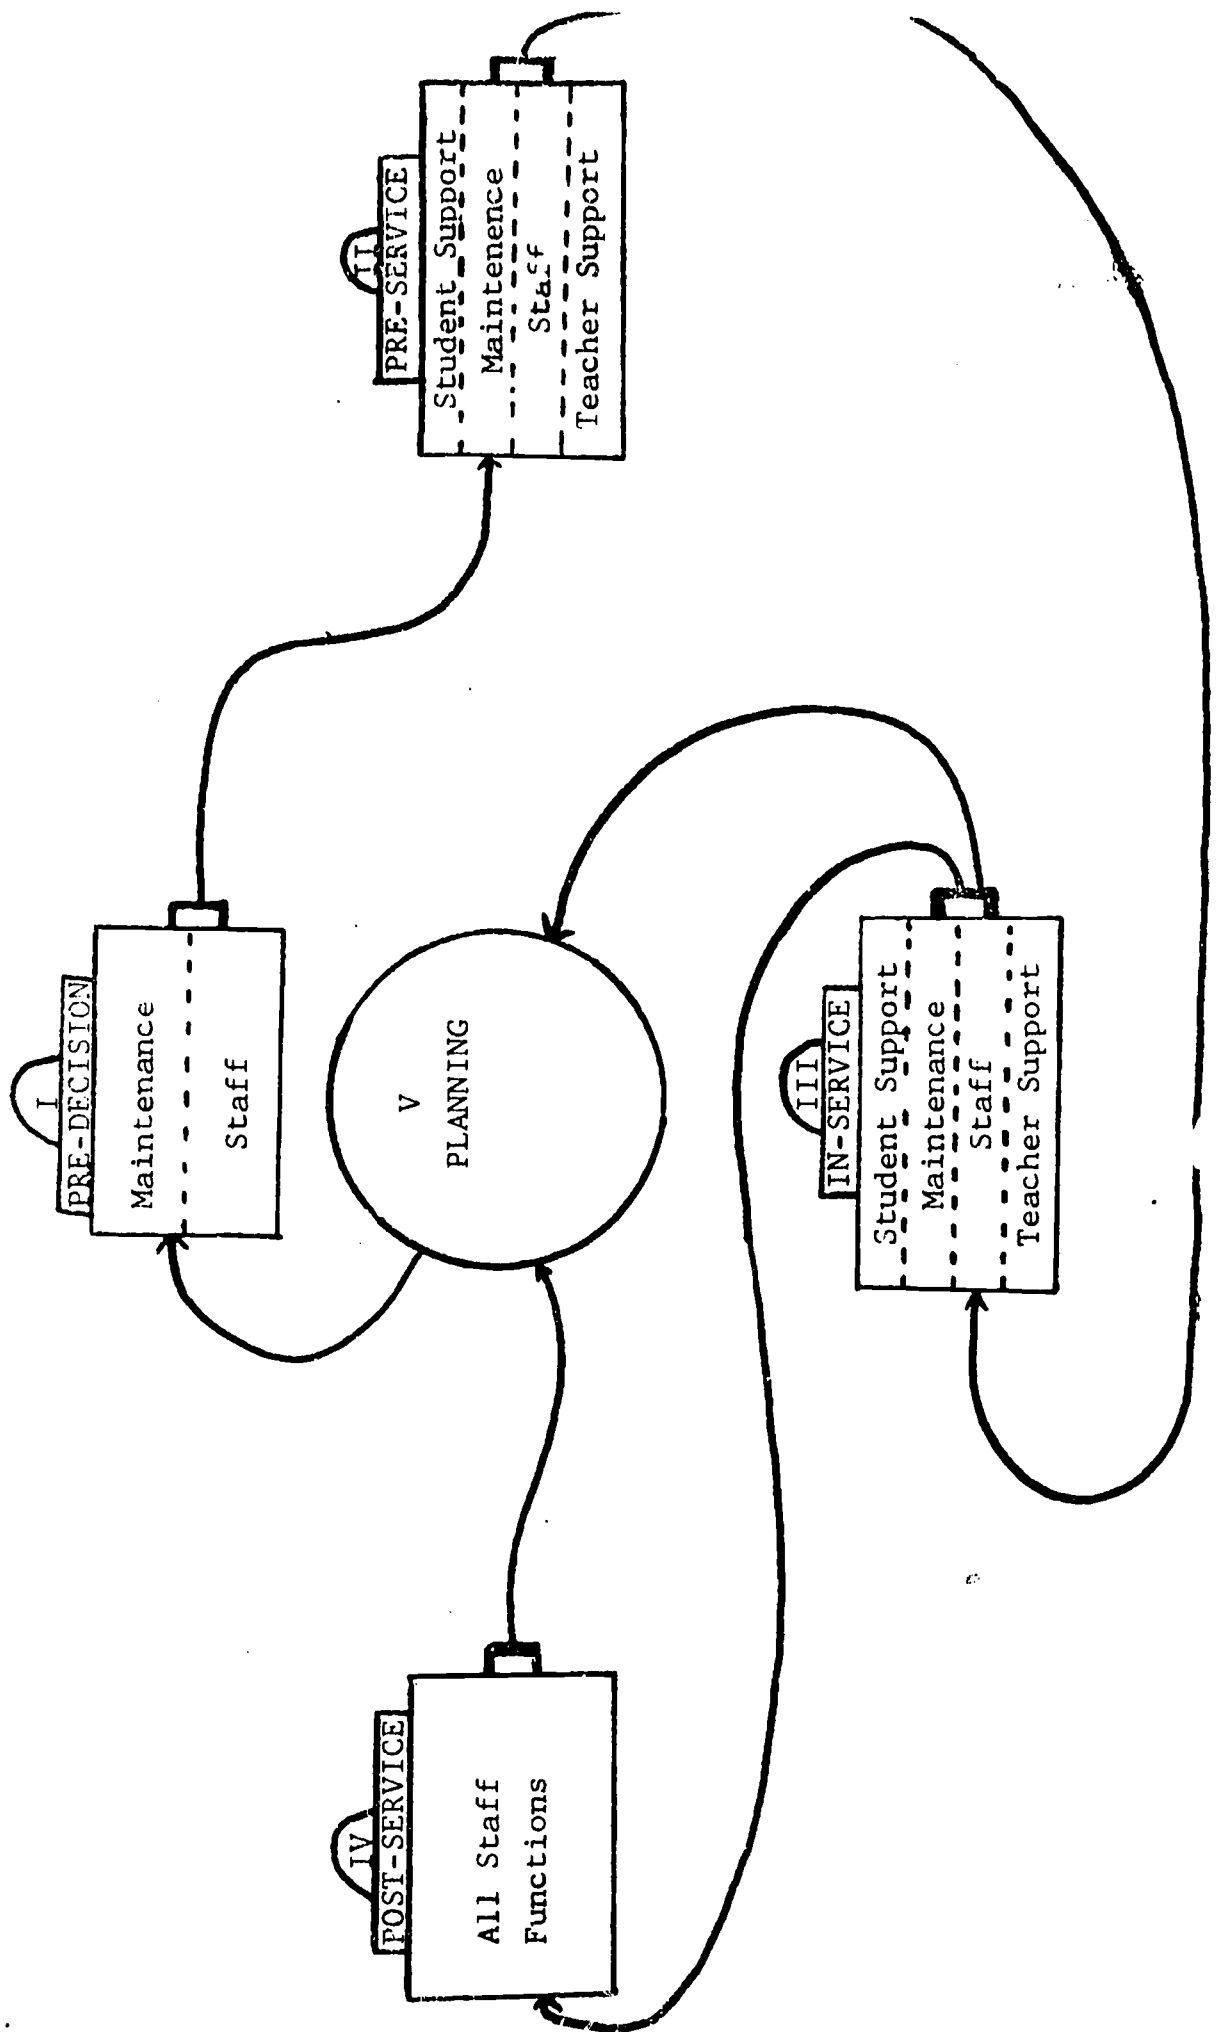 I
PRE-DECISION
Maintenance
Staff
II
PRE-SERVICE
Student Support
Maintenence
Staff
Teacher Support
V
PLANNING
IV
POST-SERVICE
All Staff
Functions
III
IN-SERVICE
Student Support
Maintenance
Staff
Teacher Support